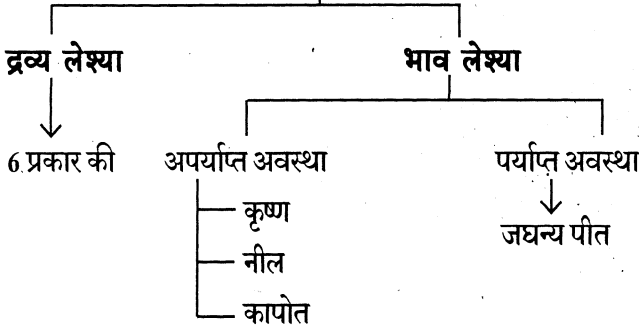 द्रव्य लेश्या भाव लेश्या
6 प्रकार की अपर्याप्त अवस्था पर्याप्त अवस्था
कृष्ण
जघन्य पीत
नील
कापोत